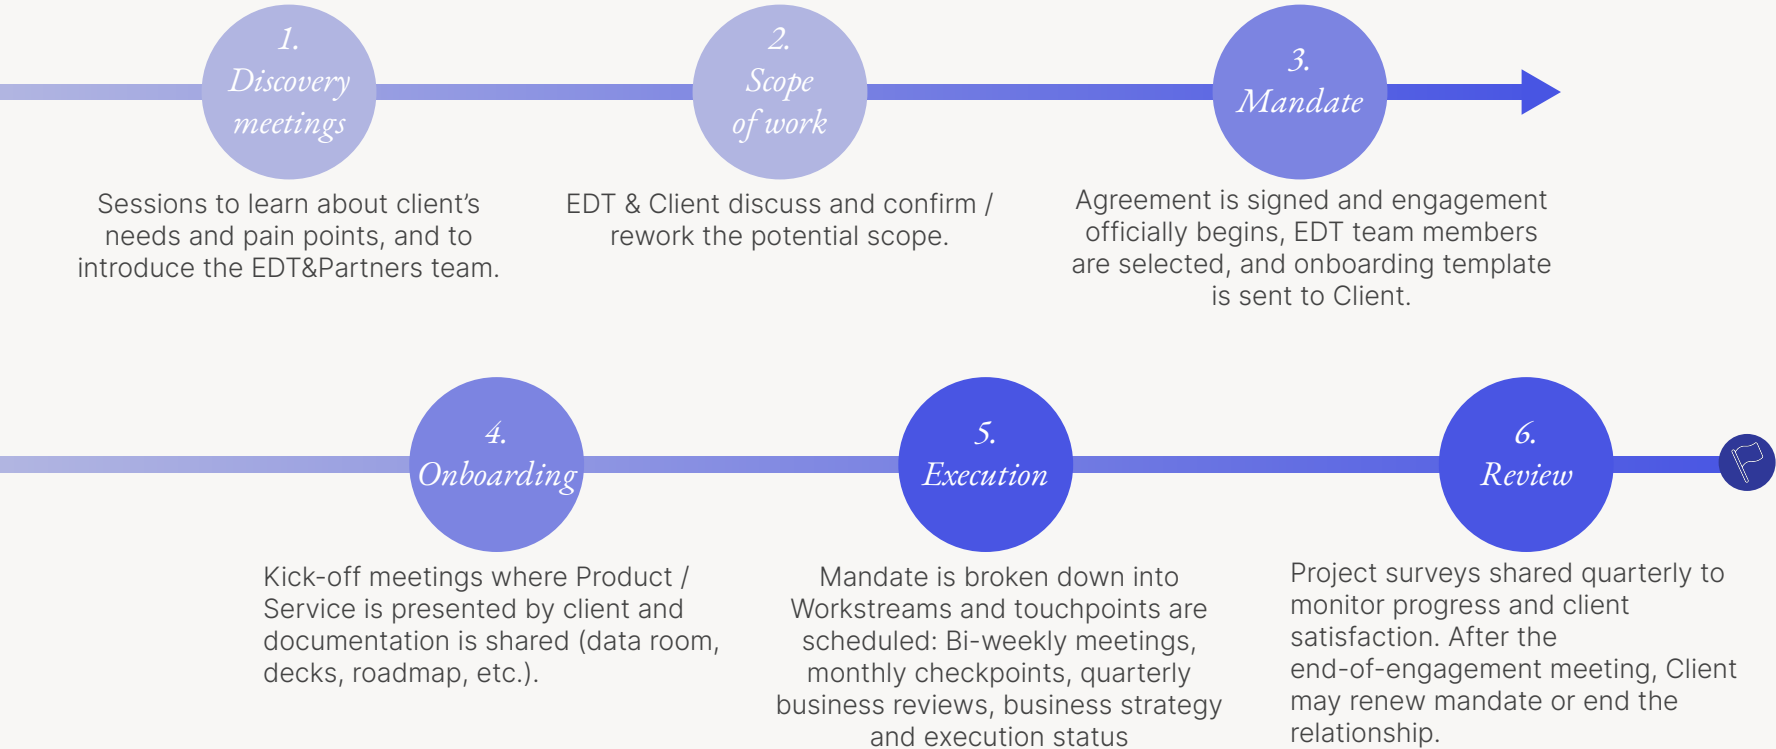 1.
Discovery
meetings
Sessions to learn about client’s
needs and pain points, and to
introduce the EDT&Partners team.
2.
Scope
of work
EDT & Client discuss and confirm /
rework the potential scope.
3.
Mandate
Agreement is signed and engagement
officially begins, EDT team members
are selected, and onboarding template
is sent to Client.
4.
Onboarding
Kick-off meetings where Product /
Service is presented by client and
documentation is shared (data room,
decks, roadmap, etc.).
5.
Execution
Mandate is broken down into
Workstreams and touchpoints are
scheduled: Bi-weekly meetings,
monthly checkpoints, quarterly
business reviews, business strategy
and execution status
6.
Review
Project surveys shared quarterly to
monitor progress and client
satisfaction. After the
end-of-engagement meeting, Client
may renew mandate or end the
relationship.